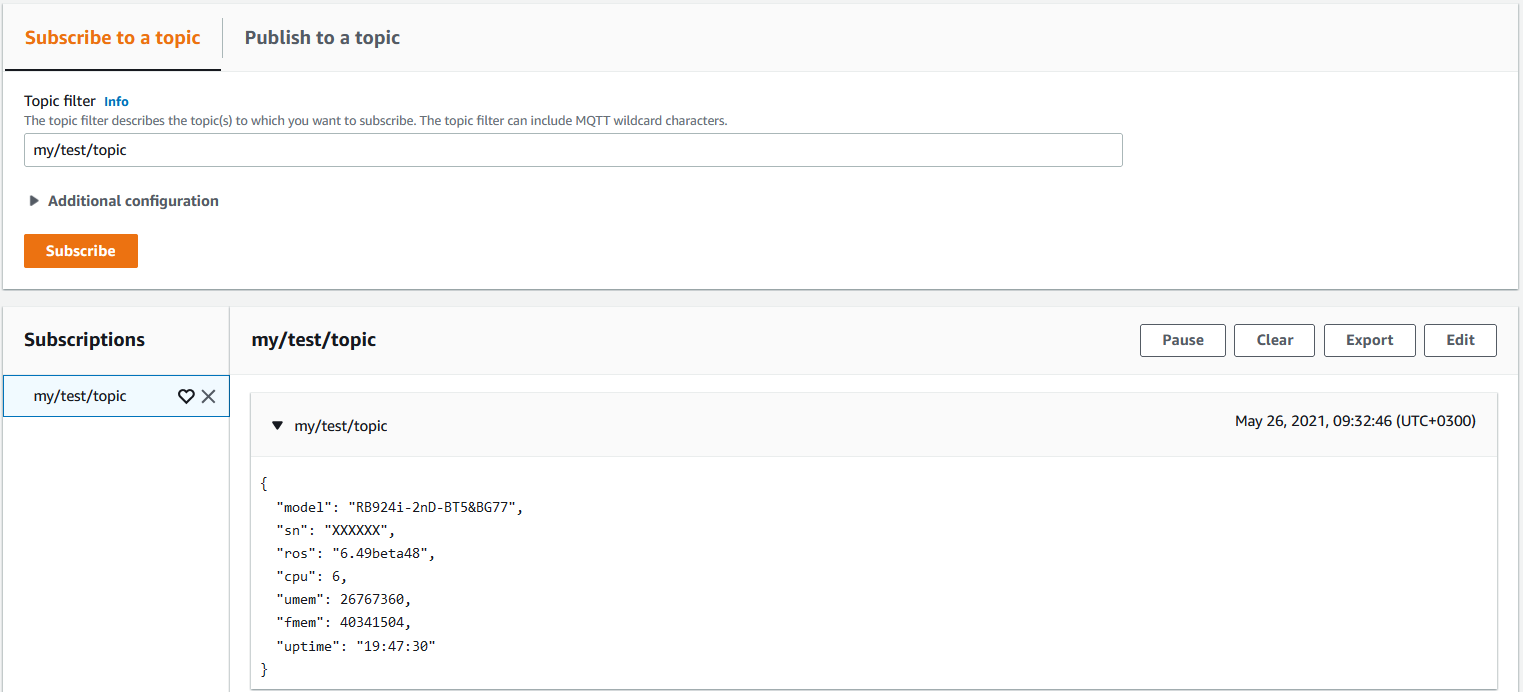 Subscribe to a topic
Publish to a topic
Topic filter Info
The topic filter describes the topic(s) to which you want to subscribe. The topic filter can include MQTT wildcard characters.
my/test/topic
Additional configuration
Subscribe
Subscriptions
my/test/topic
my/test/topic
Pause
Clear
Export
Edit
my/test/topic
May 26, 2021, 09:32:46 (UTC+0300)
{
"model": "RB924i-2nD-BT5&BG77",
"sn": "XXXXXX",
"ros": "6.49beta48",
"cpu": 6,
"umem": 26767360,
"fmem": 40341504,
"uptime": "19:47:30"
}